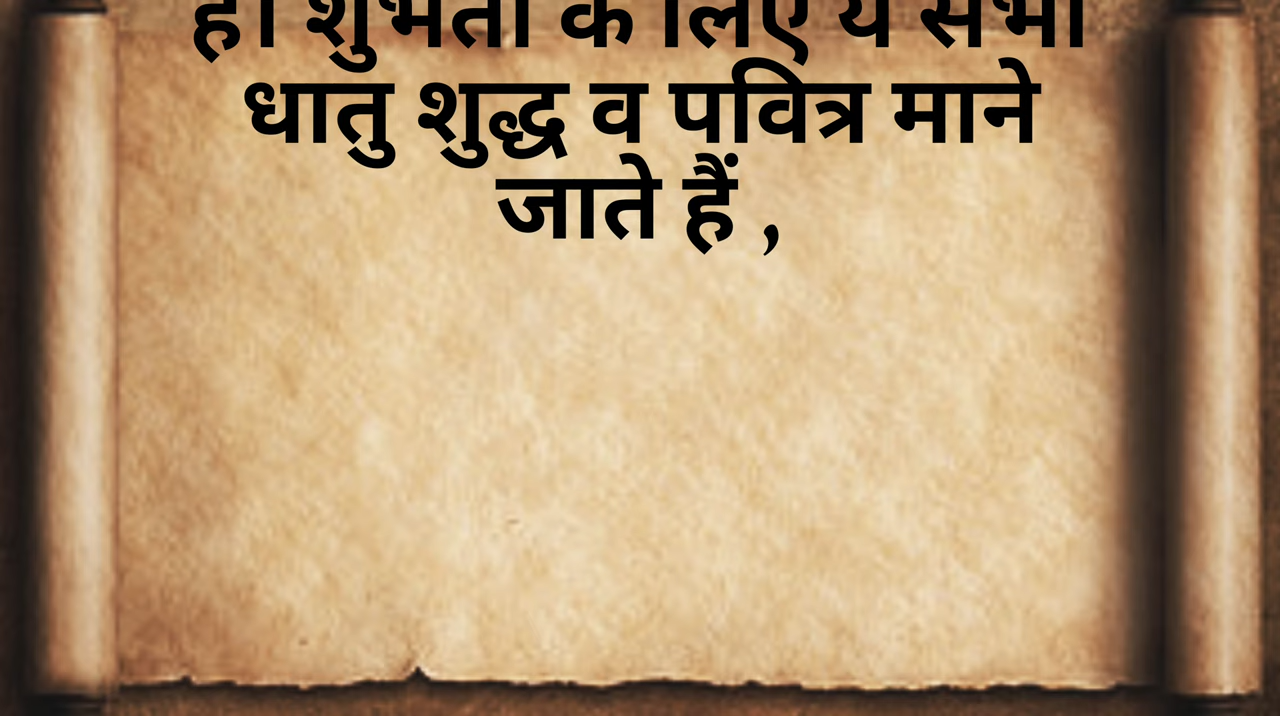 है। शुभता के लिए ये सभी
धातु शुद्ध व पवित्र माने
जाते हैं ,